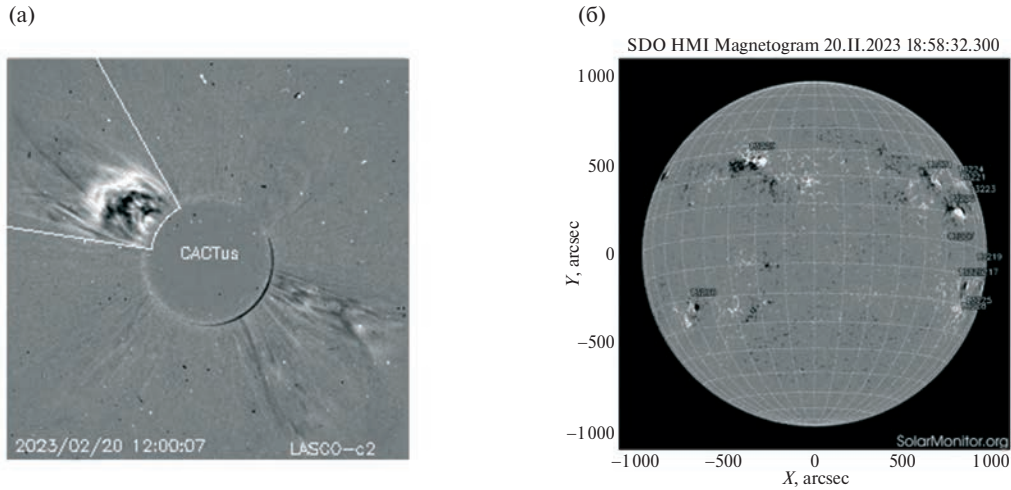 (а)
CACTus
2023/02/20 12:00:07
LASCO-c2
(б)
SDO HMI Magnetogram 20.II.2023 18:58:32.300
1000
500
0
–500
–1000
Y, arcsec
–1000
–500
0
500
1000
X, arcsec
SolarMonitor.org